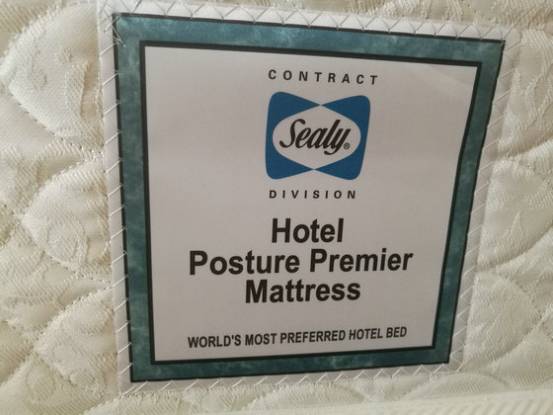 CONTRACT
Sealy®
DIVISION
Hotel
Posture Premier
Mattress
WORLD'S MOST PREFERRED HOTEL BED